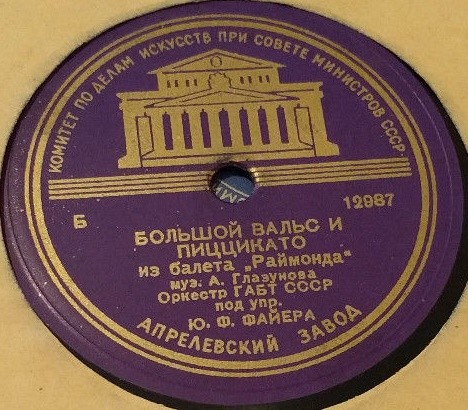 КОМИТЕТ ПО ДЕЛАМ ИСКУССТВ ПРИ СОВЕТЕ МИНИСТРОВ СССР
Б
12987
БОЛЬШОЙ ВАЛЬС И
ПИЦЦИКАТО
из балета „Раймонда"
муз. А. Глазунова
Оркестр ГАБТ СССР
под упр.
Ю. Ф. ФАЙЕРА
АПРЕЛЕВСКИЙ ЗАВОД